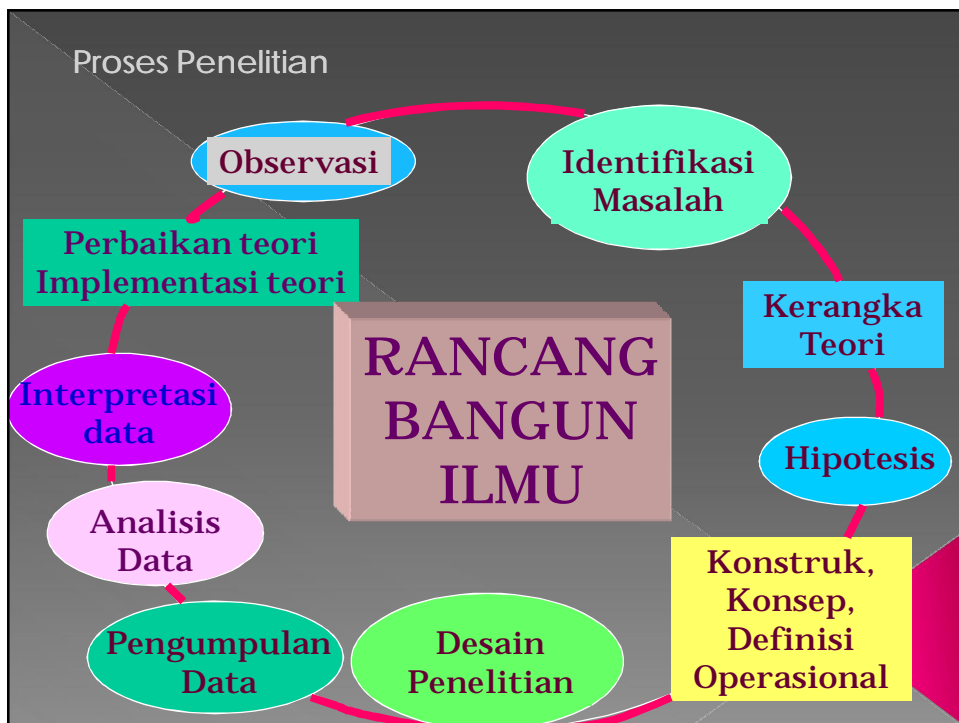 Proses Penelitian
Observasi
Identifikasi
Masalah
Perbaikan teori
Implementasi teori
Kerangka
Teori
RANCANG
BANGUN
ILMU
Interpretasi
data
Hipotesis
Analisis
Data
Konstruk,
Konsep,
Definisi
Operasional
Pengumpulan
Data
Desain
Penelitian